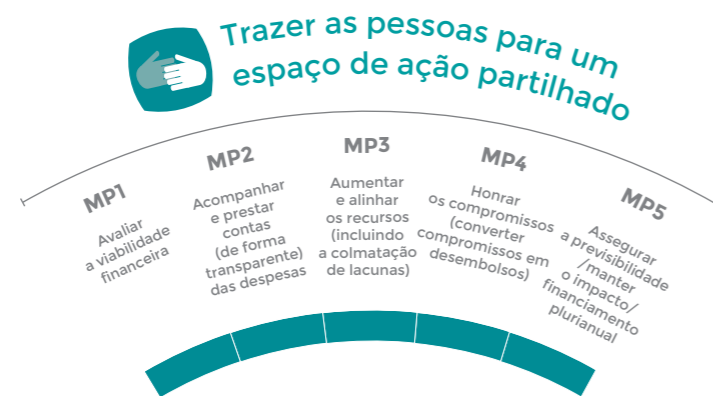 Trazer as pessoas para um
espaço de ação partilhado
MP1
Avaliar
a viabilidade
financeira
MP2
Acompanhar
e prestar
contas
(de forma
transparente)
das despesas
MP3
Aumentar
e alinhar
os recursos
(incluindo
a colmatação
de lacunas)
MP4
Honrar
os compromissos
(converter
compromissos em
desembolsos)
MP5
Assegurar
a previsibilidade
/manter
o impacto/
financiamento
plurianual